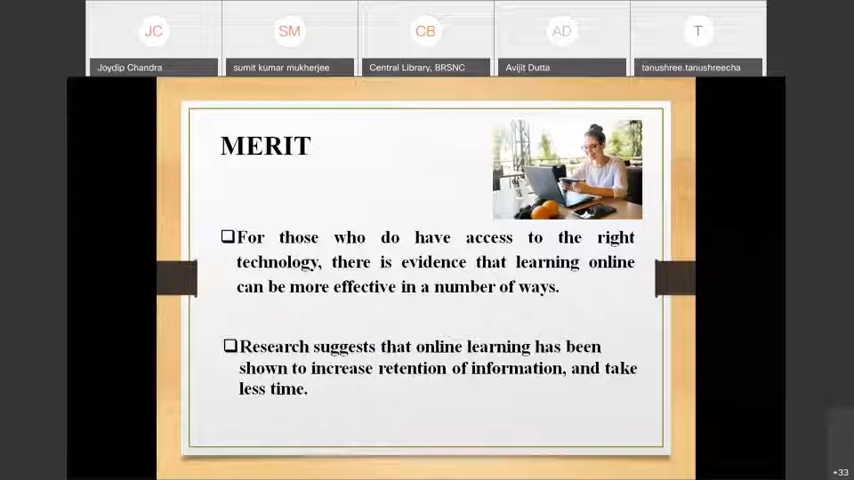 JC SM CB AD T
Joydip Chandra sumit kumar mukherjee Central Library, BRSNC Avijit Dutta tanushree.tanushreecha
MERIT
❑For those who do have access to the right
technology, there is evidence that learning online
can be more effective in a number of ways.
❑Research suggests that online learning has been
shown to increase retention of information, and take
less time.
+33